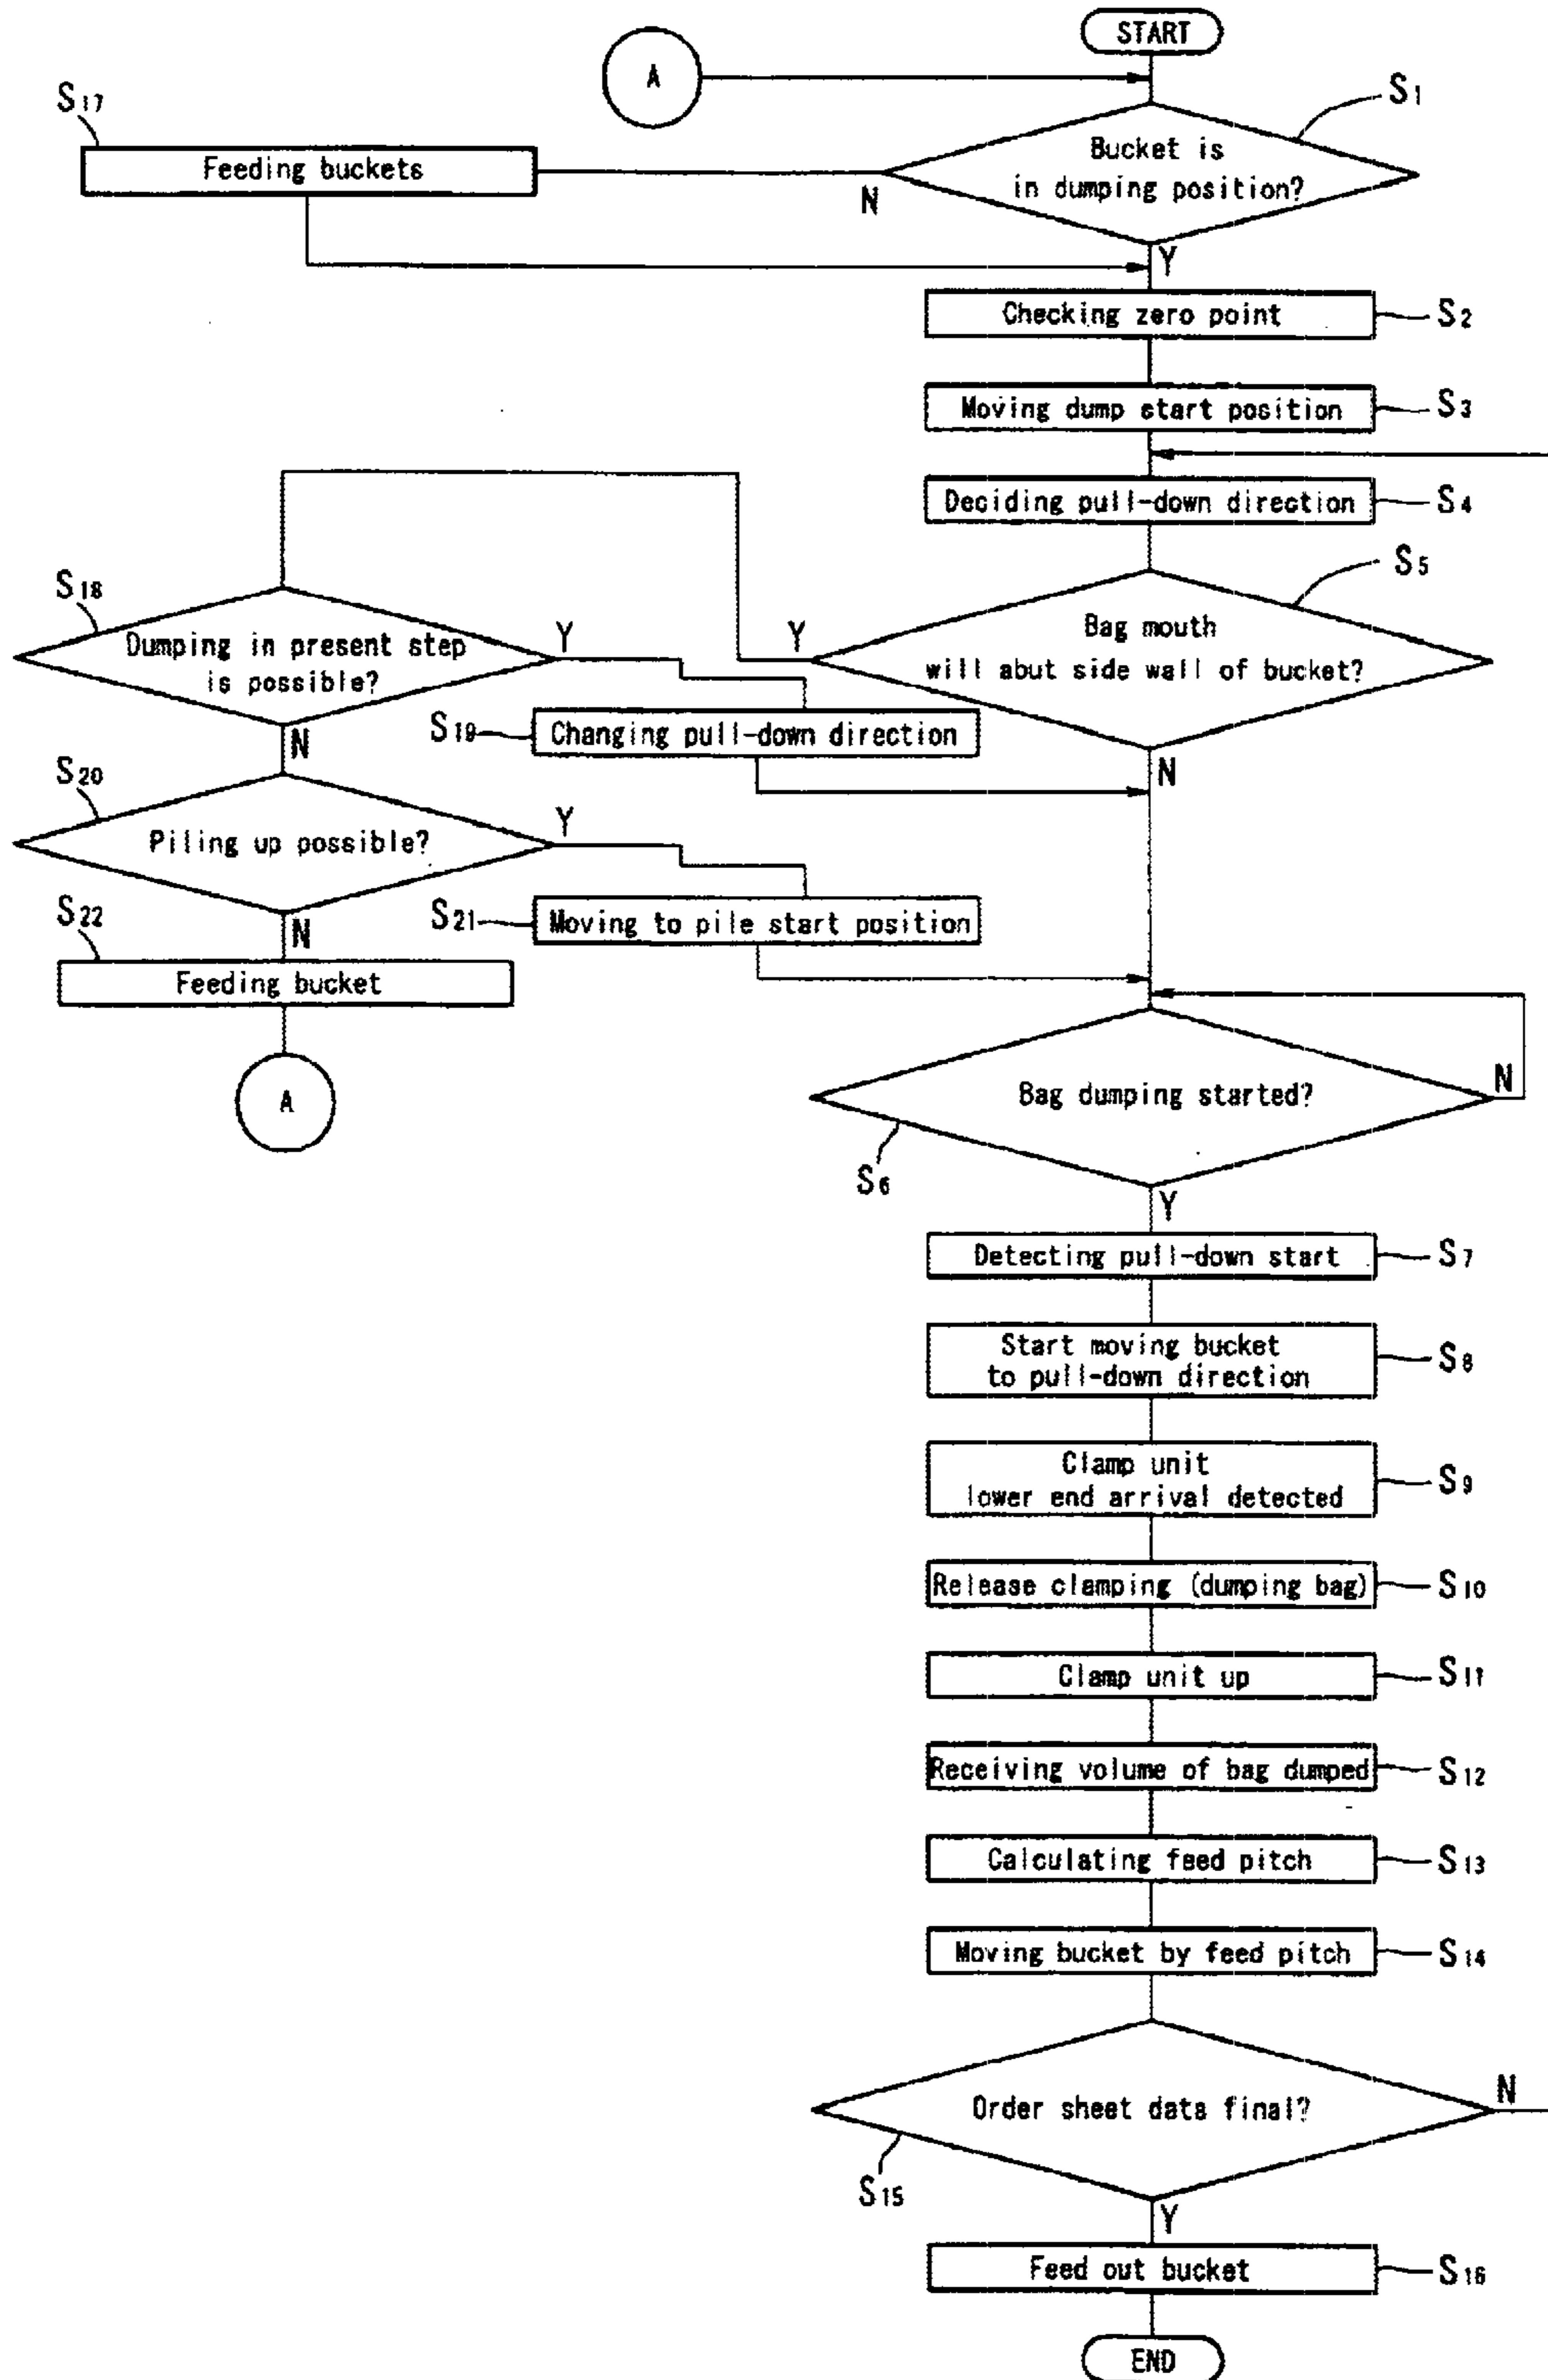 START
A
S17
S1
Feeding buckets
Bucket is
in dumping position?
N
Y
Checking zero point
S2
Moving dump start position
S3
Deciding pull-down direction
S4
S5
S18
Dumping in present step
is possible?
Y
Y
Bag mouth
will abut side wall of bucket?
S19
Changing pull-down direction
N
N
S20
Piling up possible?
Y
S22
S21
Moving to pile start position
N
Feeding bucket
A
Bag dumping started?
N
S6
Y
Detecting pull-down start
S7
Start moving bucket
to pull-down direction
S8
Clamp unit
lower end arrival detected
S9
Release clamping (dumping bag)
S10
Clamp unit up
S11
Receiving volume of bag dumped
S12
Calculating feed pitch
S13
Moving bucket by feed pitch
S14
Order sheet data final?
N
S15
Y
Feed out bucket
S16
END